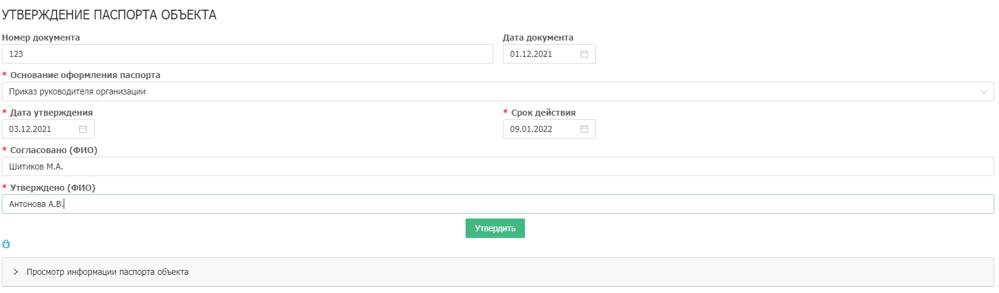 УТВЕРЖДЕНИЕ ПАСПОРТА ОБЪЕКТА
Номер документа
Дата документа
123
01.12.2021
* Основание оформления паспорта
Приказ руководителя организации
* Дата утверждения
* Срок действия
03.12.2021
09.01.2022
* Согласовано (ФИО)
Шитиков М.А.
* Утверждено (ФИО)
Антонова А.В.
Утвердить
Просмотр информации паспорта объекта